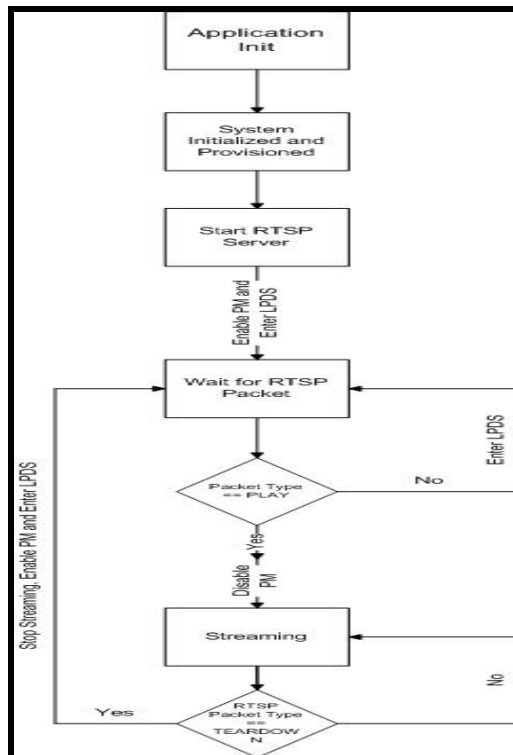 Application
Init
System
Initialized and
Provisioned
Start RTSP
Server
Enable PM and
Enter LPDS
Wait for RTSP
Packet
Packet Type
== PLAY
No
Enter LPDS
Yes
Disable
PM
Streaming
RTSP
Packet Type
==
TEARDOW
N
Yes
Stop Streaming, Enable PM and Enter LPDS
No